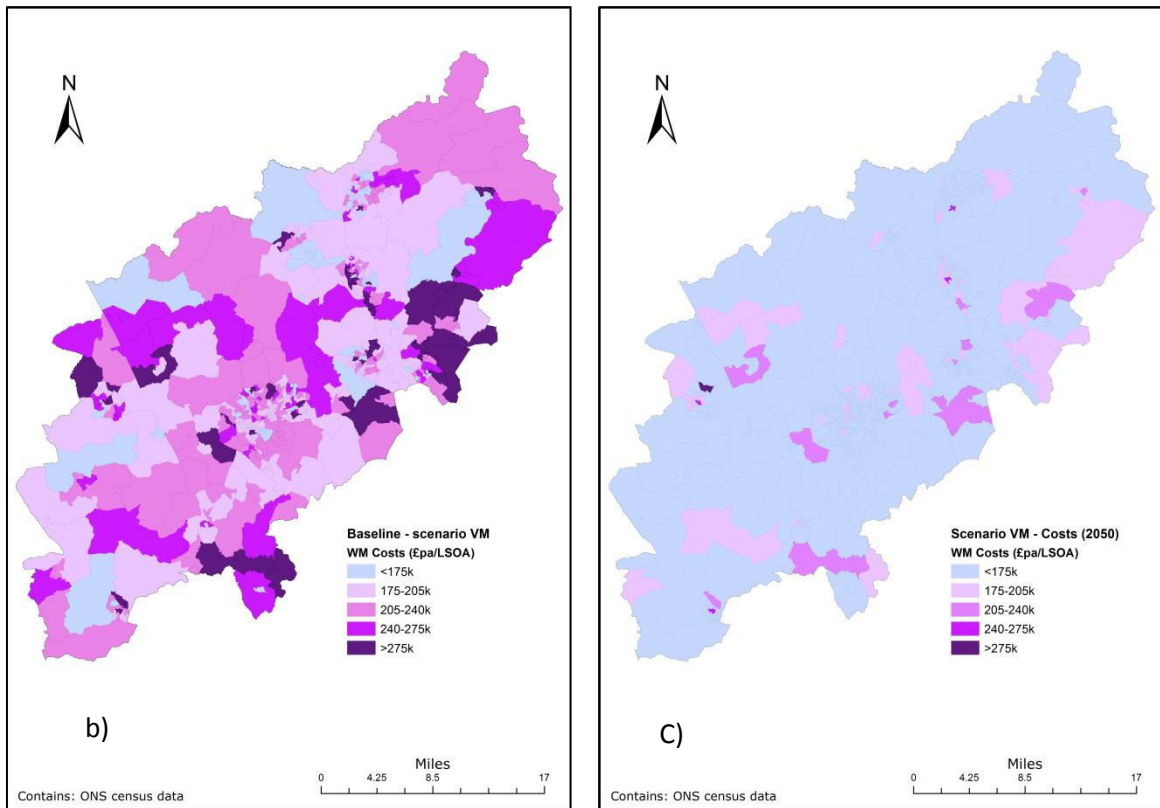 N
Baseline - scenario VM
WM Costs (£pa/LSOA)
<175k
175-205k
205-240k
240-275k
>275k
b)
Miles
0 4.25 8.5 17
Contains: ONS census data
N
Scenario VM - Costs (2050)
WM Costs (£pa/LSOA)
<175k
175-205k
205-240k
240-275k
>275k
C)
Miles
0 4.25 8.5 17
Contains: ONS census data